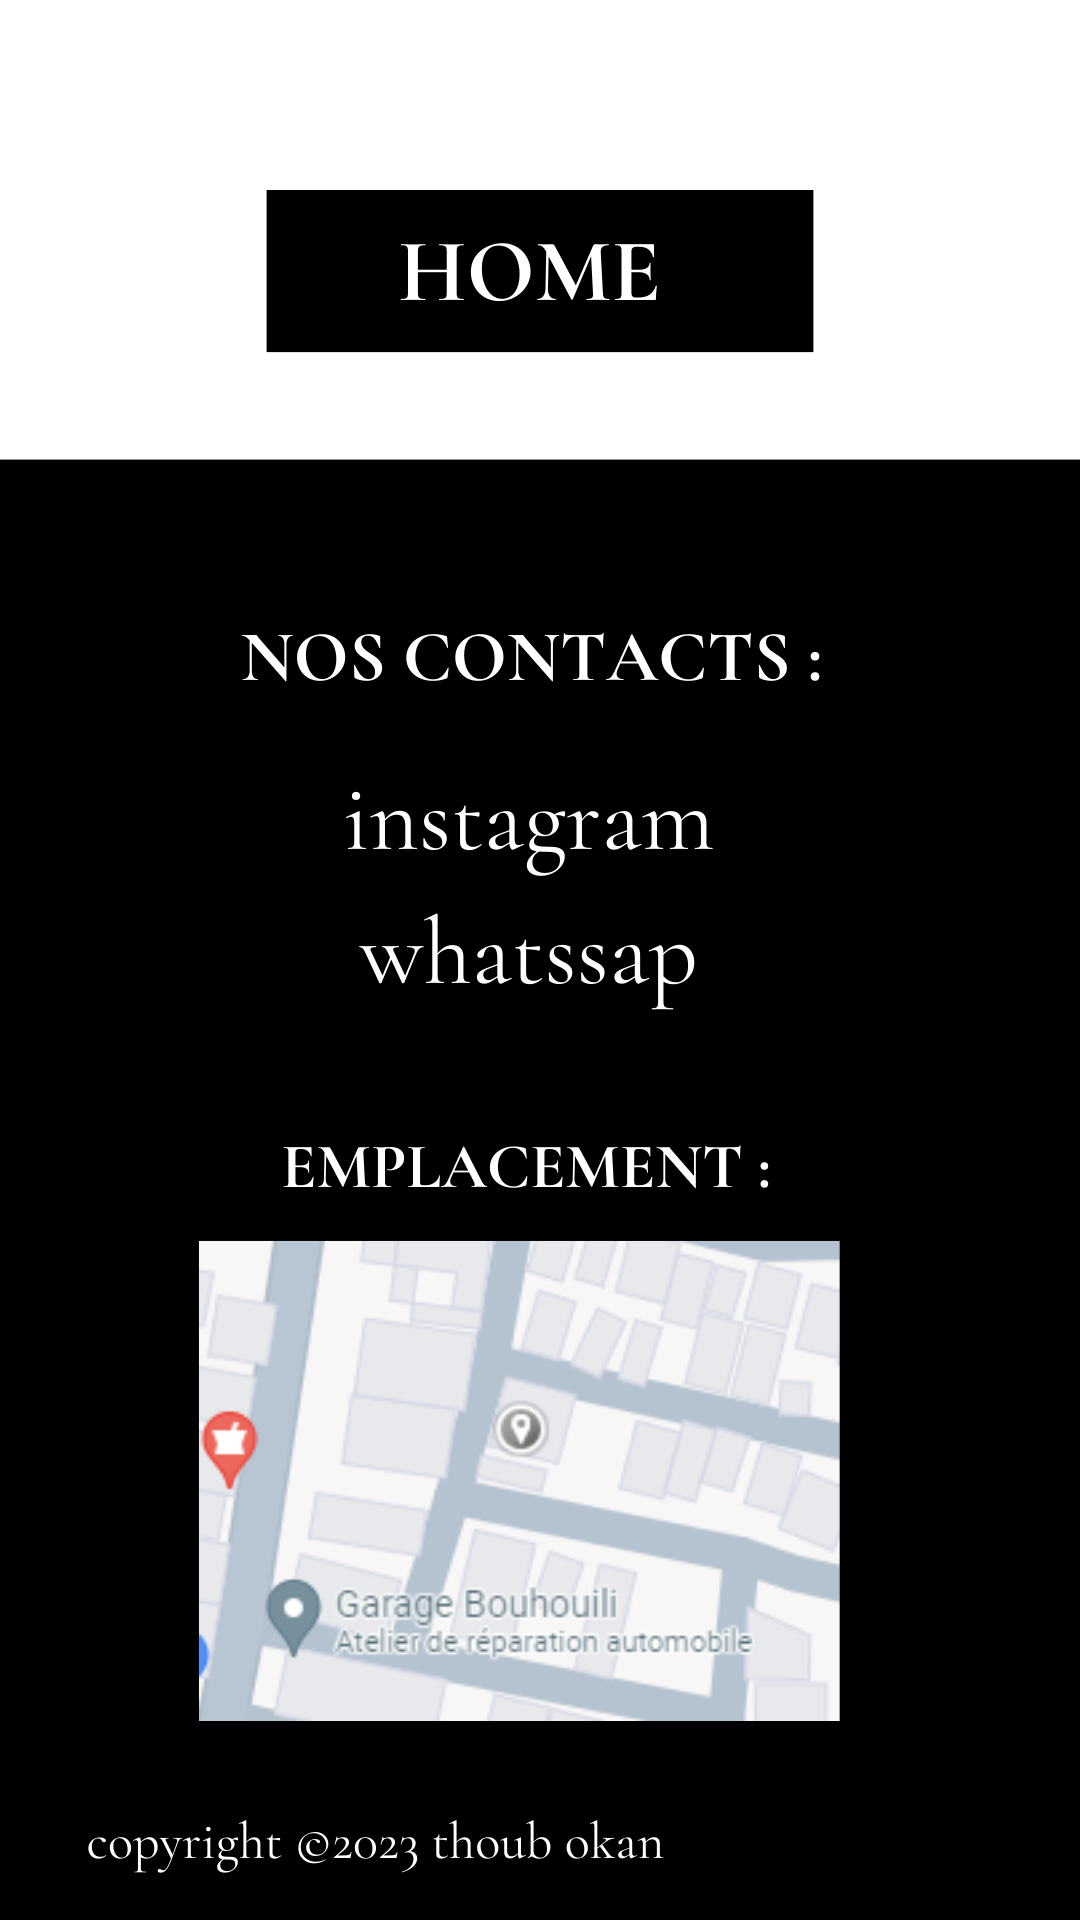 HOME
NOS CONTACTS :
instagram
whatssap
EMPLACEMENT :
Garage Bouhouili
Atelier de réparation automobile
copyright ©2023 thoub okan